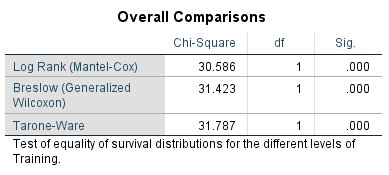 Overall Comparisons
Chi-Square df Sig.
Log Rank (Mantel-Cox) 30.586 1 .000
Breslow (Generalized 31.423 1 .000
Wilcoxon)
Tarone-Ware 31.787 1 .000
Test of equality of survival distributions for the different levels of
Training.